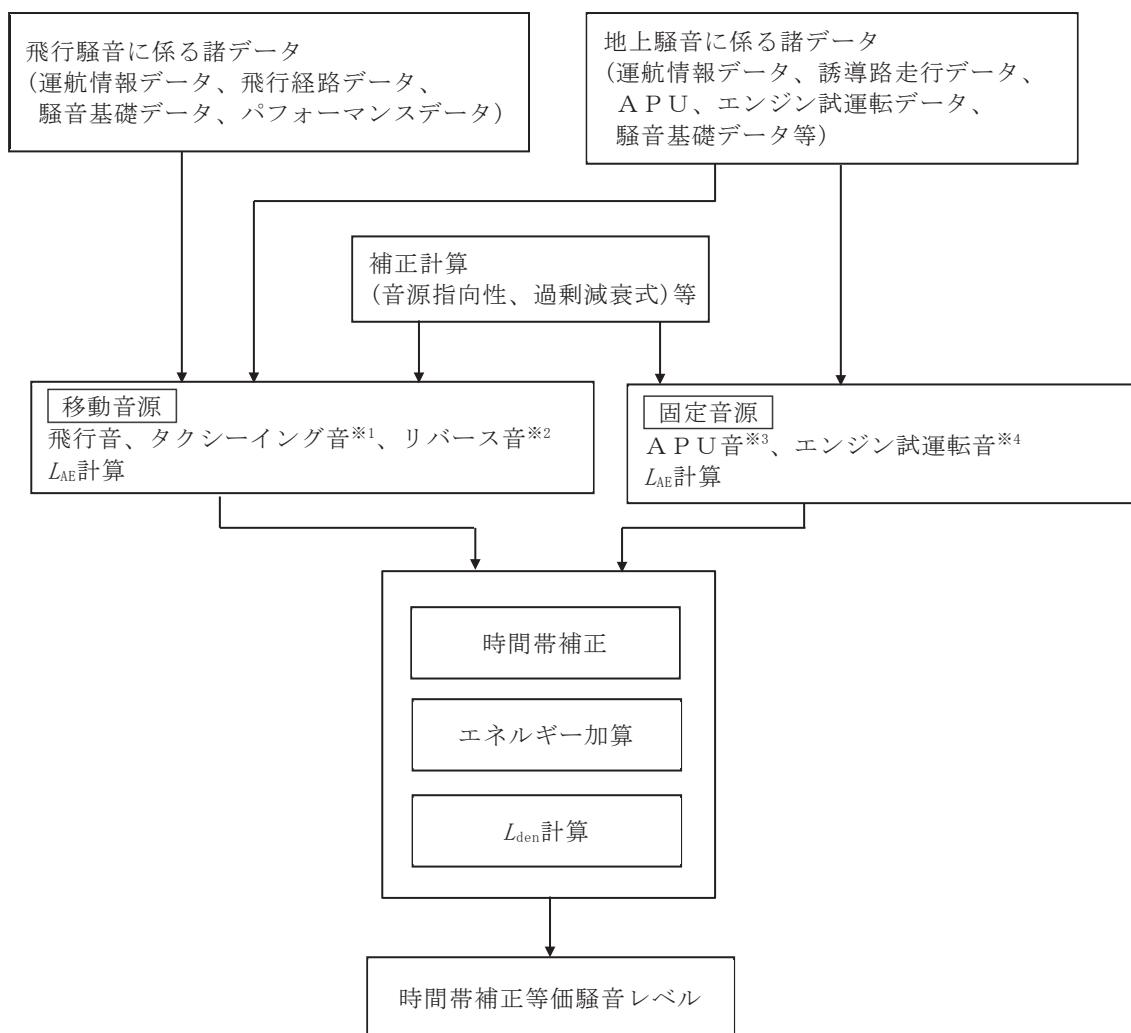 飛行騒音に係る諸データ
(運航情報データ、飛行経路データ、
騒音基礎データ、パフォーマンスデータ)
地上騒音に係る諸データ
(運航情報データ、誘導路走行データ、
ＡＰＵ、エンジン試運転データ、
騒音基礎データ等)
補正計算
(音源指向性、過剰減衰式)等
移動音源
飛行音、タクシーイング音※1、リバース音※2
LAE計算
固定音源
ＡＰＵ音※3、エンジン試運転音※4
LAE計算
時間帯補正
エネルギー加算
Lden計算
時間帯補正等価騒音レベル